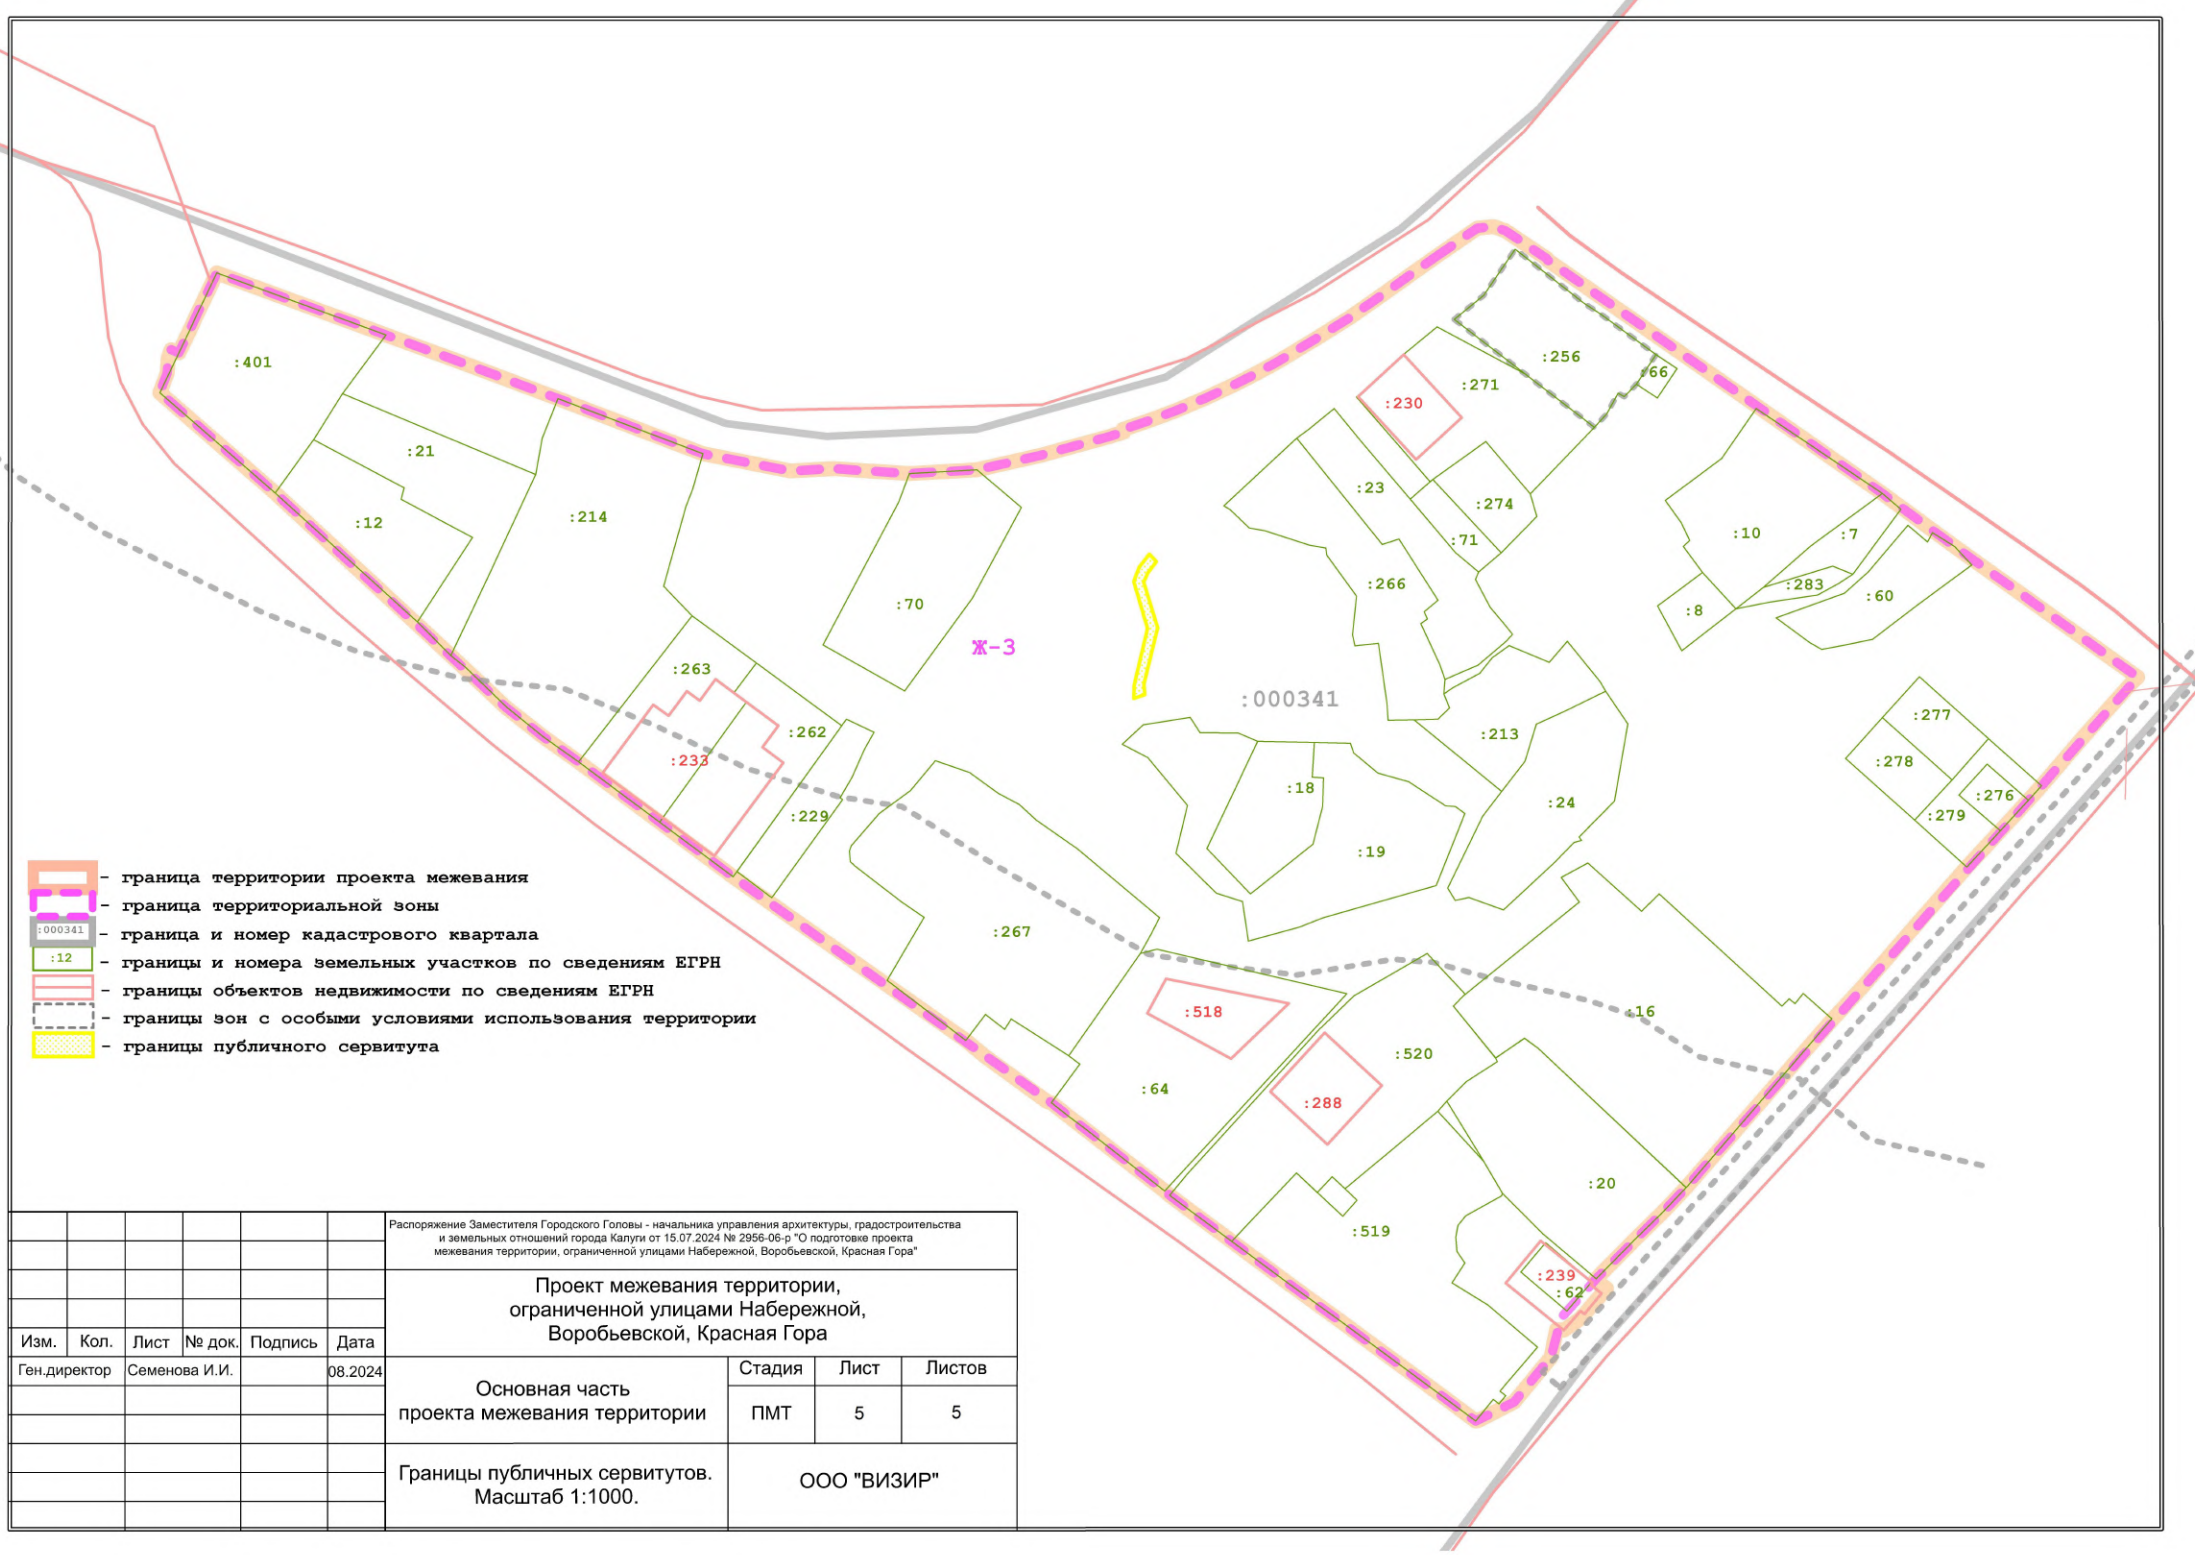 :256
:66
:401
:271
:230
:21
:23
:274
:12
:214
:71
:10
:7
:266
:283
:70
:8
:60
Ж-3
:263
:000341
:277
:262
:213
:233
:278
:18
:276
:24
:229
:279
:19
- граница территории проекта межевания
- граница территориальной зоны
:000341 - граница и номер кадастрового квартала
:267
:12 - границы и номера земельных участков по сведениям ЕГРН
- границы объектов недвижимости по сведениям ЕГРН
:518
:16
- границы зон с особыми условиями использования территории
- границы публичного сервитута
:520
:64
:288
:20
:519
:239
:62
Распоряжение Заместителя Городского Головы - начальника управления архитектуры, градостроительства
и земельных отношений города Калуги от 15.07.2024 № 2956-06-р "О подготовке проекта
межевания территории, ограниченной улицами Набережной, Воробьевской, Красная Гора"
Проект межевания территории,
ограниченной улицами Набережной,
Воробьевской, Красная Гора
Изм. Кол. Лист № док. Подпись Дата
Ген.директор Семенова И.И. 08.2024
Основная часть
проекта межевания территории
Стадия Лист Листов
ПМТ 5 5
Границы публичных сервитутов.
Масштаб 1:1000.
ООО "ВИЗИР"